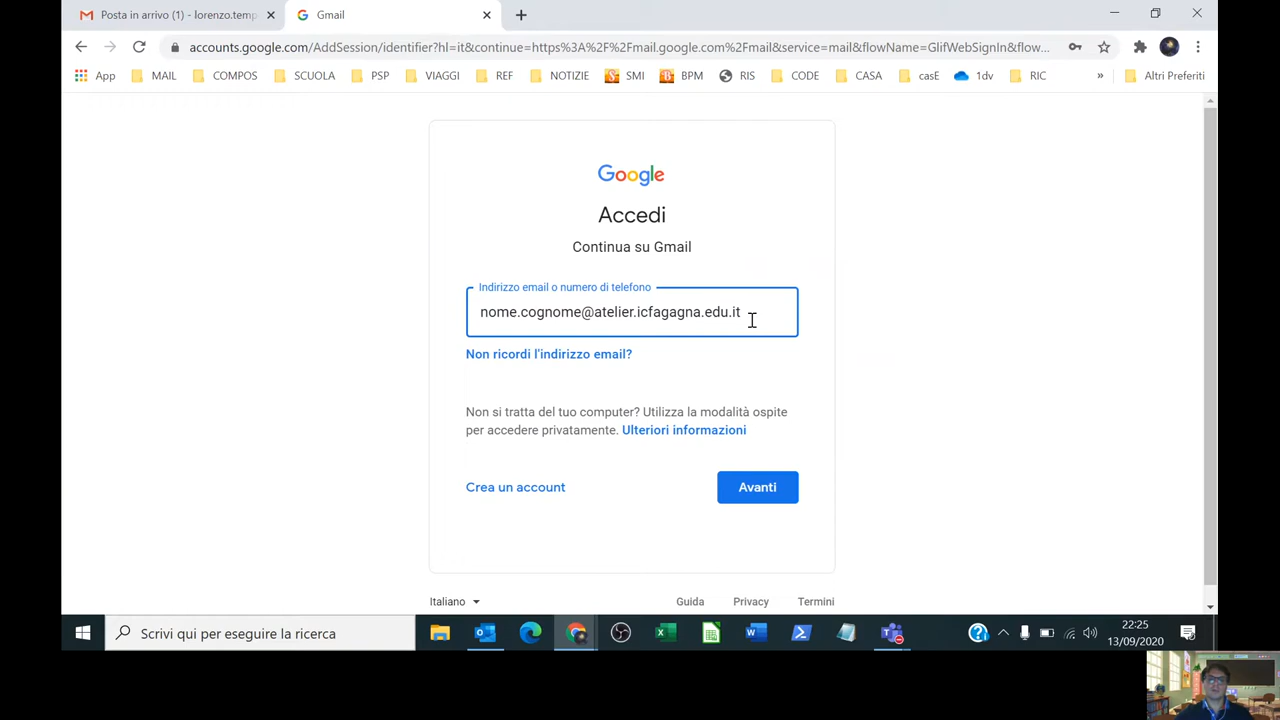 Posta in arrivo (1) - lorenzo.temp
Gmail
accounts.google.com/AddSession/identifier?hl=it&continue=https%3A%2F%2Fmail.google.com%2Fmail&service=mail&flowName=GlifWebSignIn&flow...
App MAIL COMPOS SCUOLA PSP VIAGGI REF NOTIZIE SMI BPM RIS CODE CASA casE 1dv RIC » Altri Preferiti
Google
Accedi
Continua su Gmail
Indirizzo email o numero di telefono
nome.cognome@atelier.icfagagna.edu.it
Non ricordi l'indirizzo email?
Non si tratta del tuo computer? Utilizza la modalità ospite
per accedere privatamente. Ulteriori informazioni
Crea un account
Avanti
Italiano
Guida Privacy Termini
Scrivi qui per eseguire la ricerca
22:25
13/09/2020